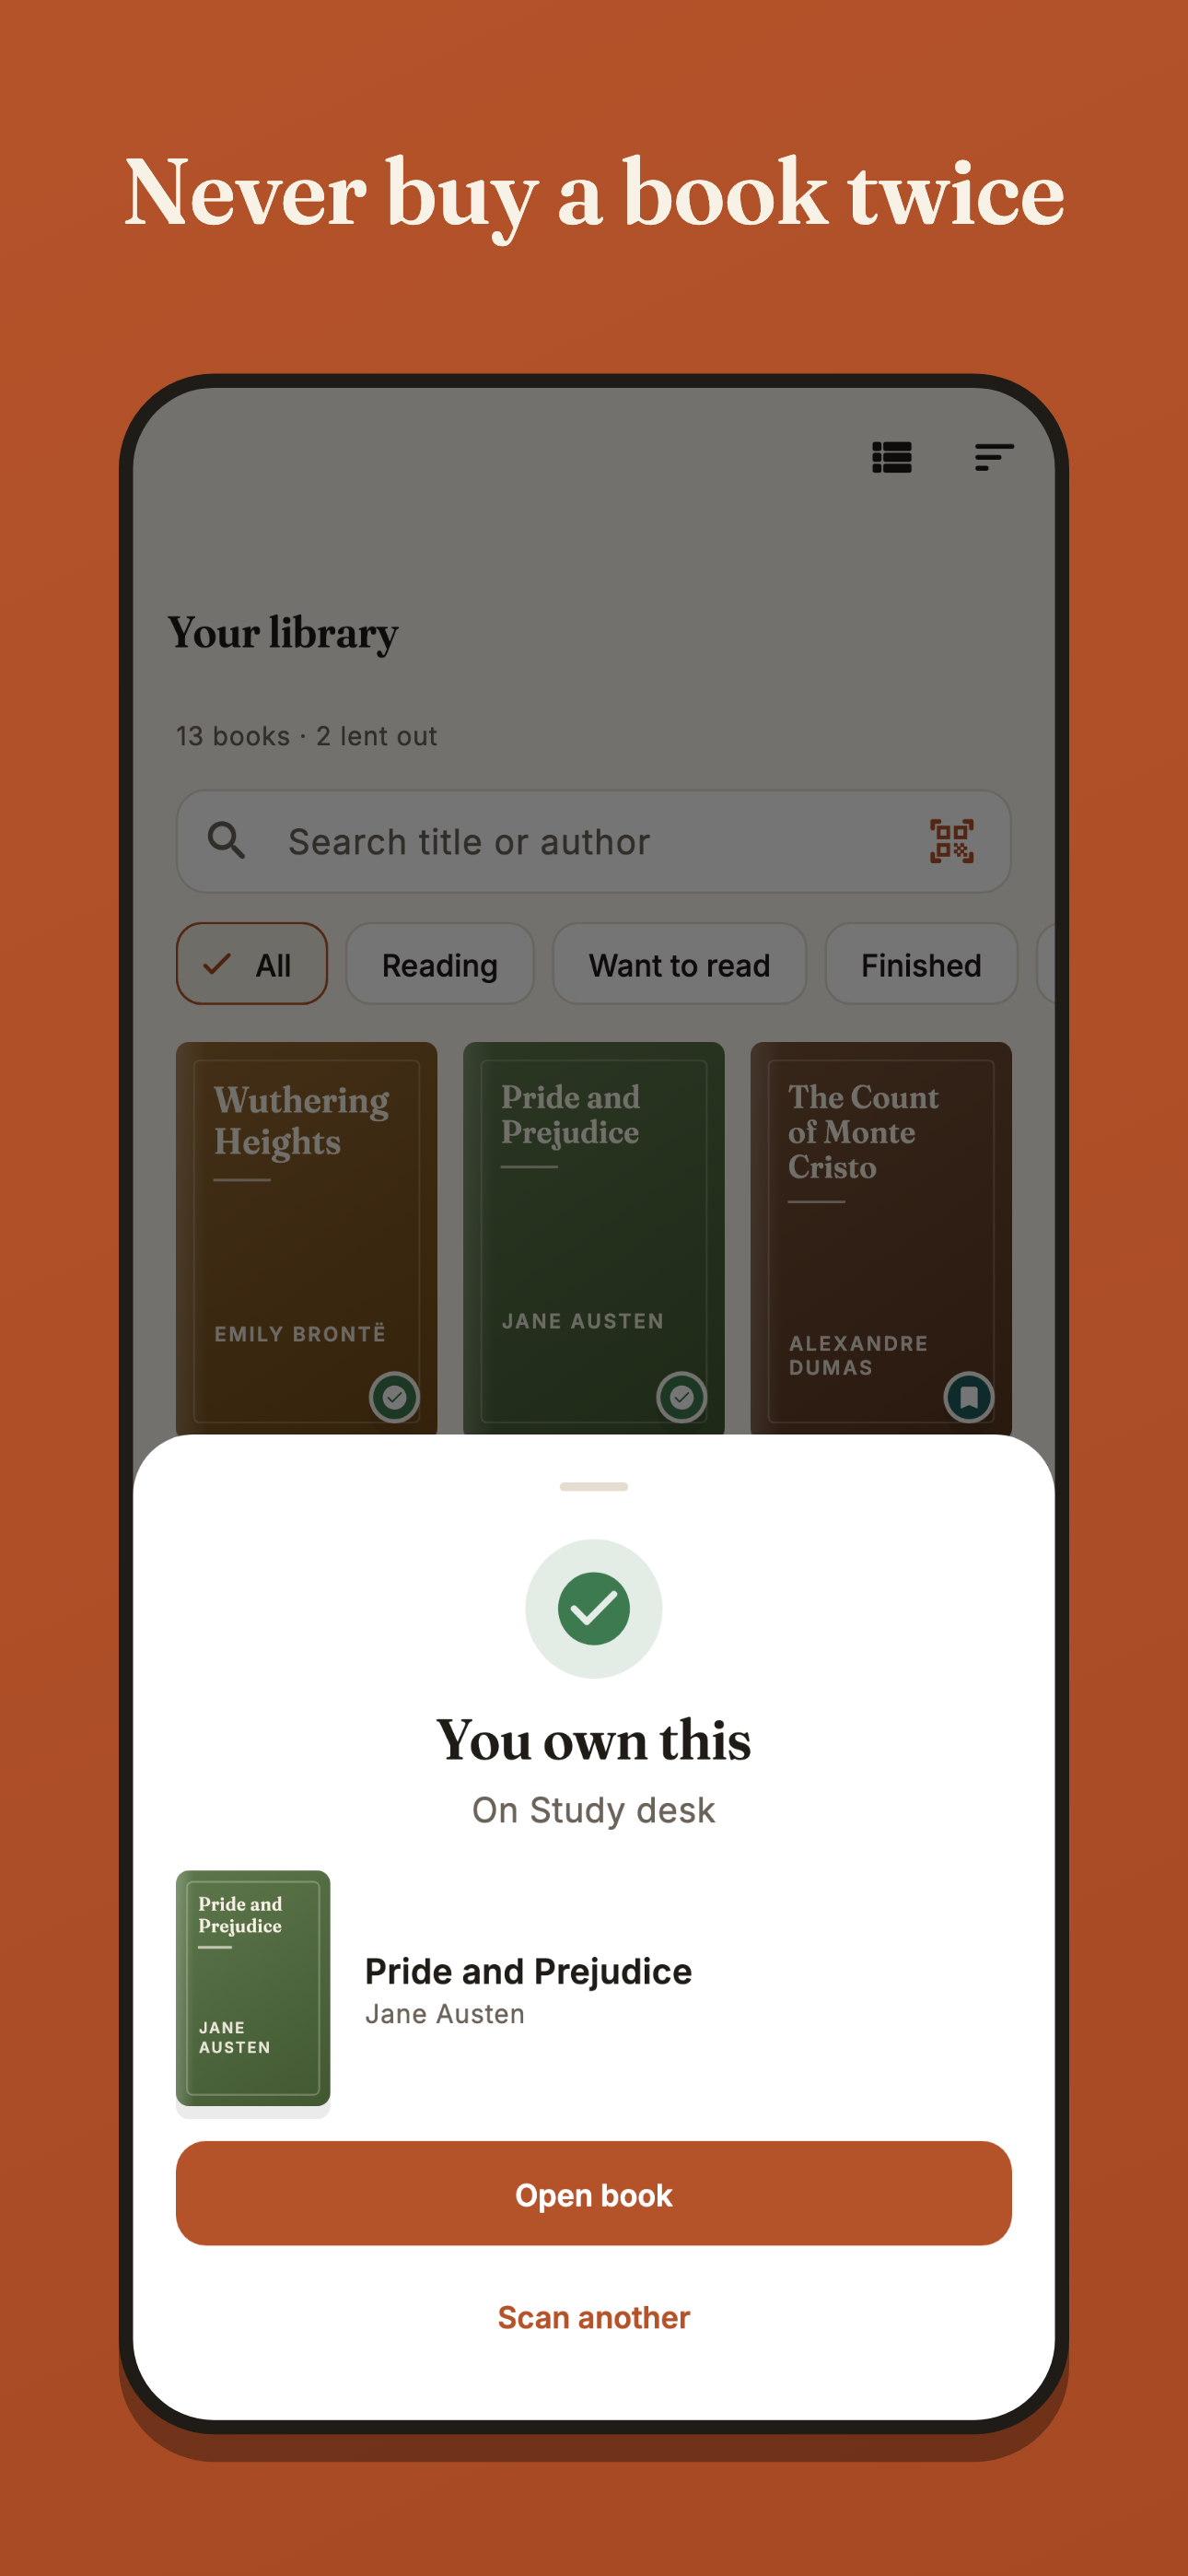 Never buy a book twice
Your library
13 books · 2 lent out
Search title or author
All
Reading
Want to read
Finished
Wuthering
Heights
EMILY BRONTË
Pride and
Prejudice
JANE AUSTEN
The Count
of Monte
Cristo
ALEXANDRE
DUMAS
You own this
On Study desk
Pride and
Prejudice
JANE
AUSTEN
Pride and Prejudice
Jane Austen
Open book
Scan another